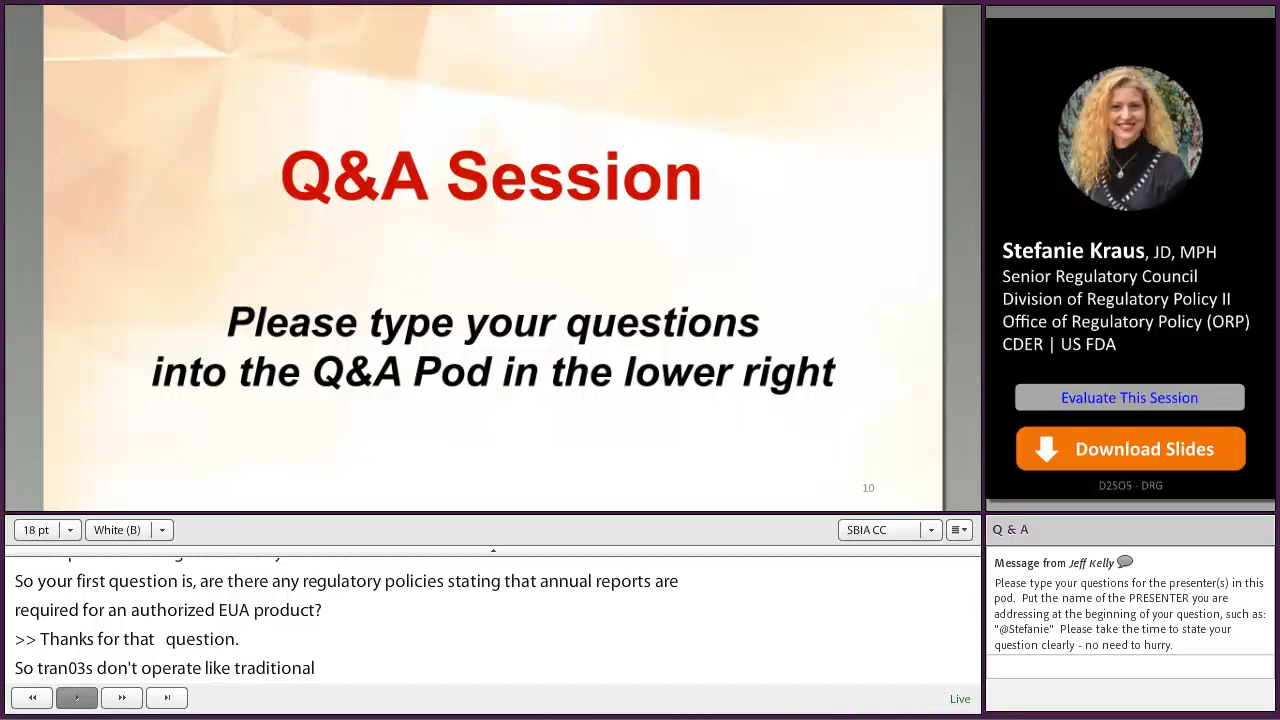 Q&A Session
Please type your questions
into the Q&A Pod in the lower right
10
Stefanie Kraus, JD, MPH
Senior Regulatory Council
Division of Regulatory Policy II
Office of Regulatory Policy (ORP)
CDER | US FDA
Evaluate This Session
Download Slides
D2SO5 - DRG
18 pt
White (B)
SBIA CC
So your first question is, are there any regulatory policies stating that annual reports are
required for an authorized EUA product?
>> Thanks for that question.
So tran03s don't operate like traditional
Live
Q & A
Message from Jeff Kelly
Please type your questions for the presenter(s) in this
pod. Put the name of the PRESENTER you are
addressing at the beginning of your question, such as:
"@Stefanie" Please take the time to state your
question clearly - no need to hurry.